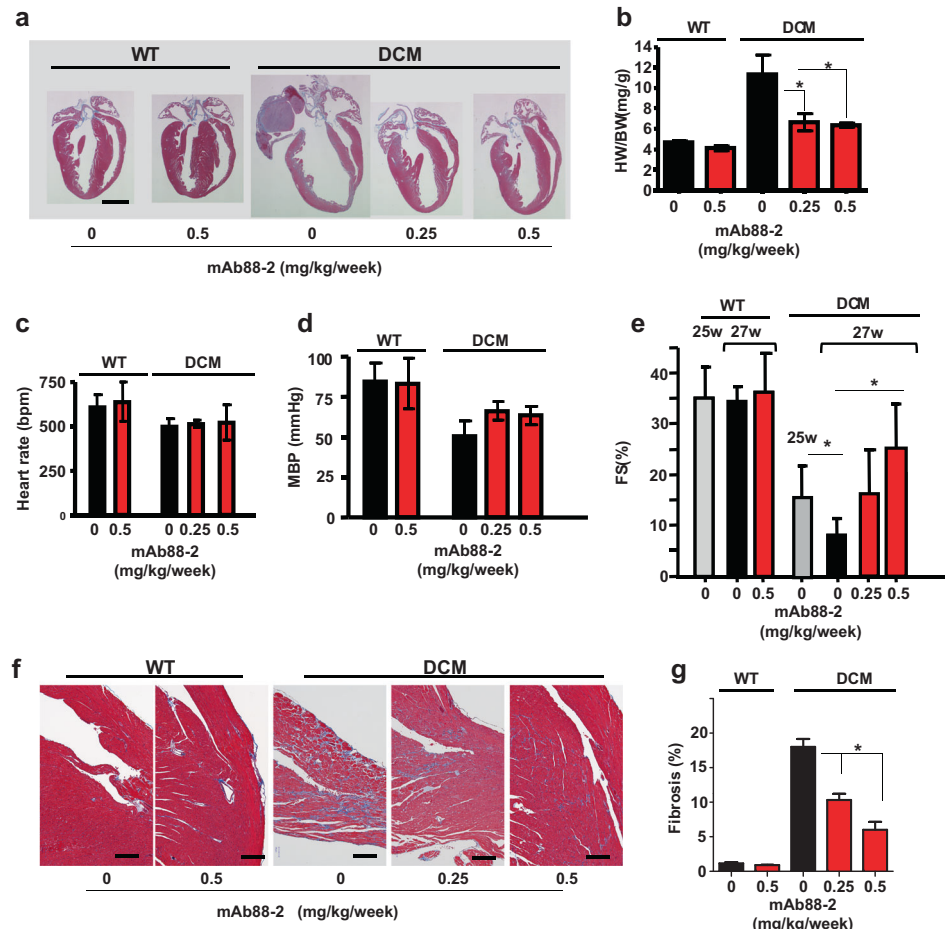 a
WT
DCM
0
0.5
0
0.25
0.5
mAb88-2 (mg/kg/week)
b
WT
DCM
HW/BW(mg/g)
14
12
10
8
6
4
2
0
*
*
0
0.5
0
0.25
0.5
mAb88-2
(mg/kg/week)
c
WT
DCM
Heart rate (bpm)
750
500
250
0
0
0.5
0
0.25
0.5
mAb88-2
(mg/kg/week)
d
WT
DCM
MBP (mmHg)
100
75
50
25
0
0
0.5
0
0.25
0.5
mAb88-2
(mg/kg/week)
e
WT
DCM
25w
27w
27w
25w
*
*
FS(%)
40
30
20
10
0
0
0
0.5
0
0
0.25
0.5
mAb88-2
(mg/kg/week)
f
WT
DCM
0
0.5
0
0.25
0.5
mAb88-2 (mg/kg/week)
g
WT
DCM
Fibrosis (%)
20
15
10
5
0
*
0
0.5
0
0.25
0.5
mAb88-2
(mg/kg/week)